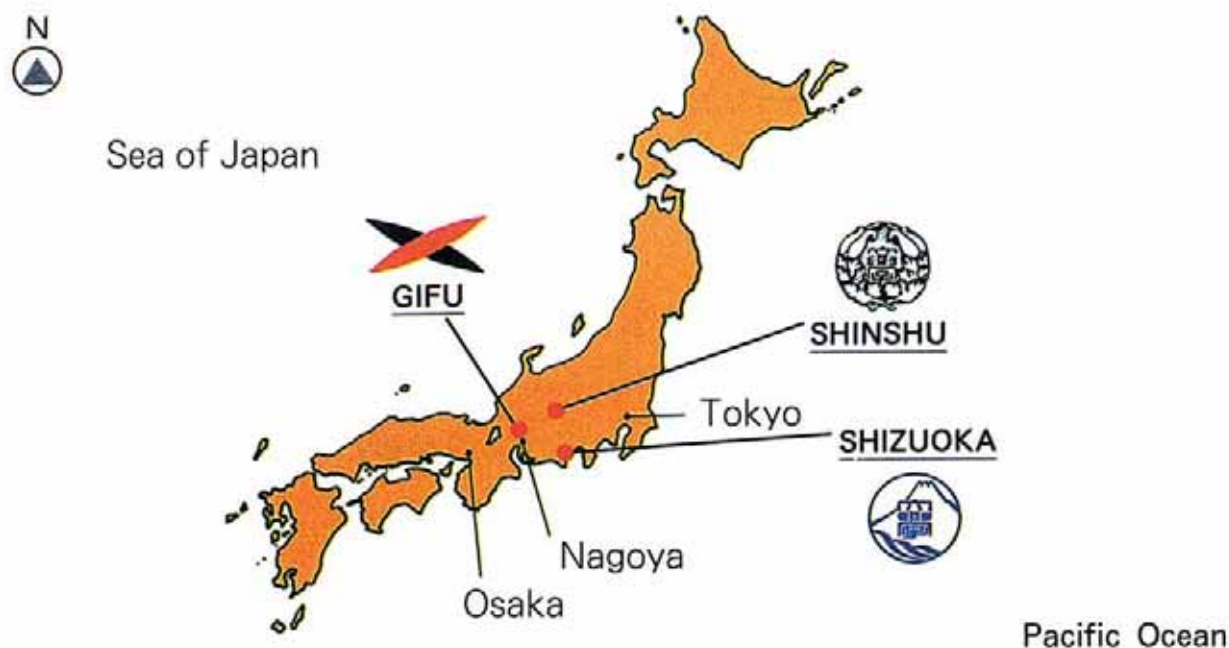 N
Sea of Japan
GIFU
SHINSHU
Tokyo
SHIZUOKA
Nagoya
Osaka
Pacific Ocean